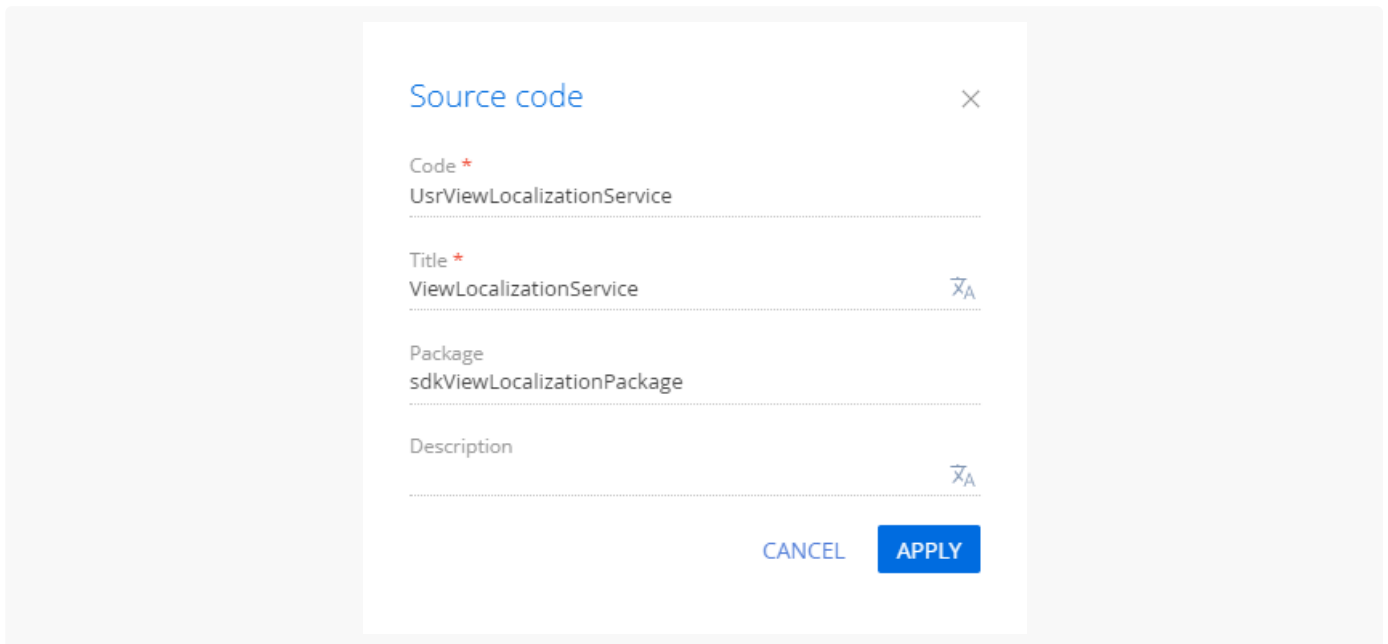 Source code
Code *
UsrViewLocalizationService
Title *
ViewLocalizationService
Package
sdkViewLocalizationPackage
Description
CANCEL APPLY